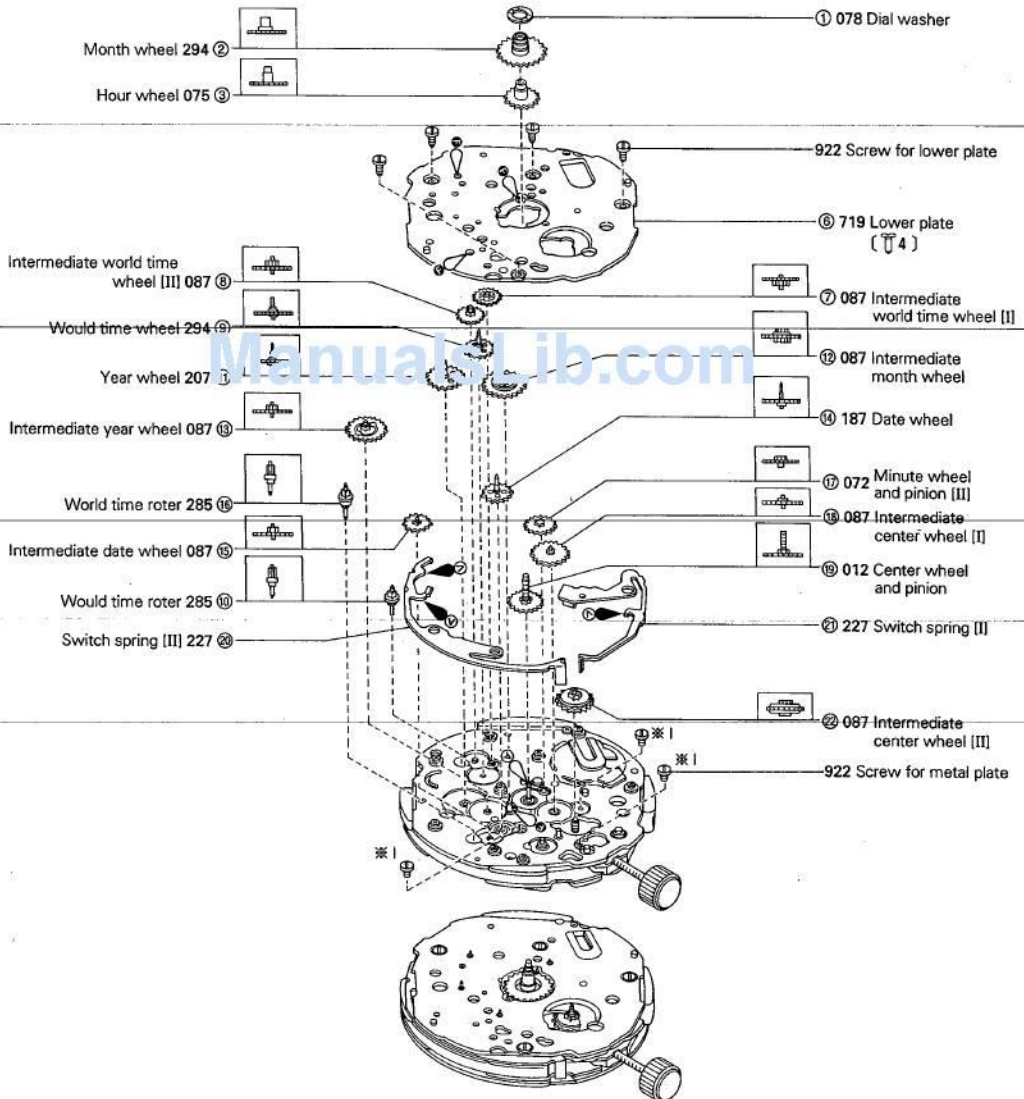 ① 078 Dial washer
Month wheel 294 ②
Hour wheel 075 ③
922 Screw for lower plate
⑥ 719 Lower plate
( 4 )
Intermediate world time
wheel [II] 087 ⑧
⑦ 087 Intermediate
world time wheel [I]
Would time wheel 294 ⑨
ManualsLib.com
⑫ 087 Intermediate
month wheel
Year wheel 207
Intermediate year wheel 087 ⑬
⑭ 187 Date wheel
⑰ 072 Minute wheel
and pinion [II]
World time roter 285 ⑯
⑱ 087 Intermediate
center wheel [I]
Intermediate date wheel 087 ⑮
⑲ 012 Center wheel
and pinion
Would time roter 285 ⑩
㉑ 227 Switch spring [I]
Switch spring [II] 227 ⑳
㉒ 087 Intermediate
center wheel [II]
※1
※1
922 Screw for metal plate
※1